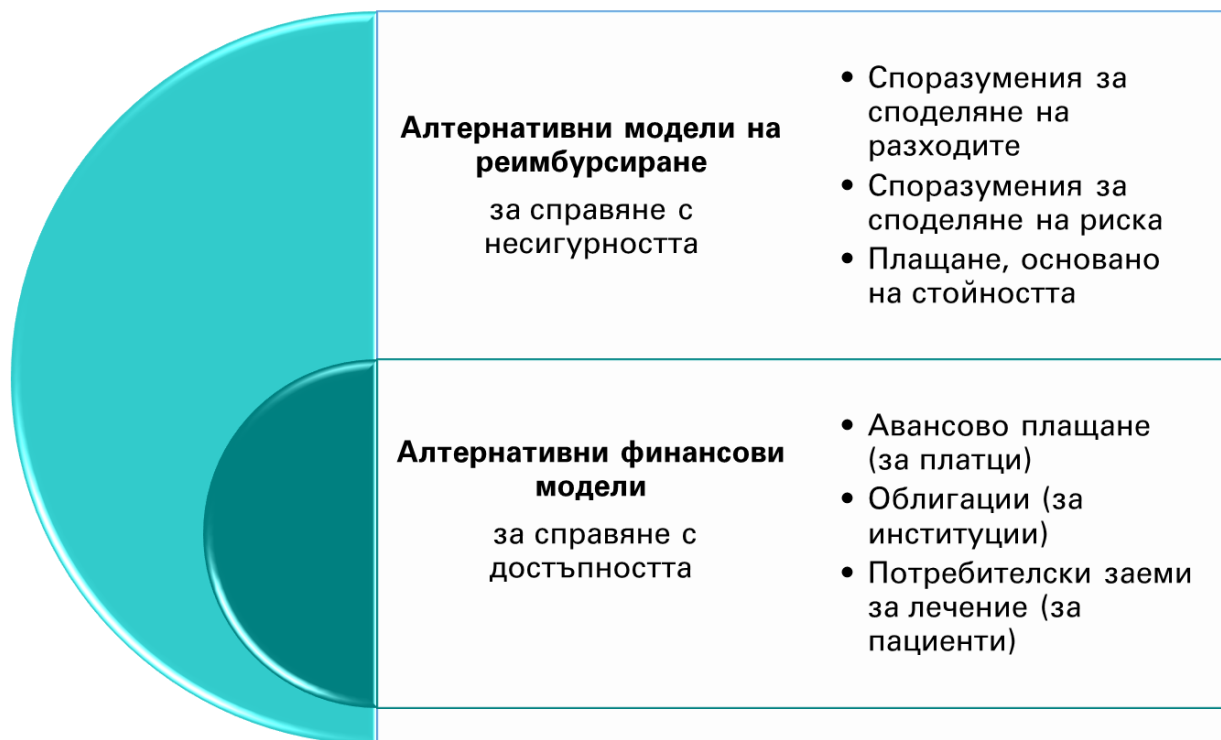 Алтернативни модели на
реимбурсиране
за справяне с
несигурността
• Споразумения за
споделяне на
разходите
• Споразумения за
споделяне на риска
• Плащане, основано
на стойността
Алтернативни финансови
модели
за справяне с
достъпността
• Авансово плащане
(за платци)
• Облигации (за
институции)
• Потребителски заеми
за лечение (за
пациенти)